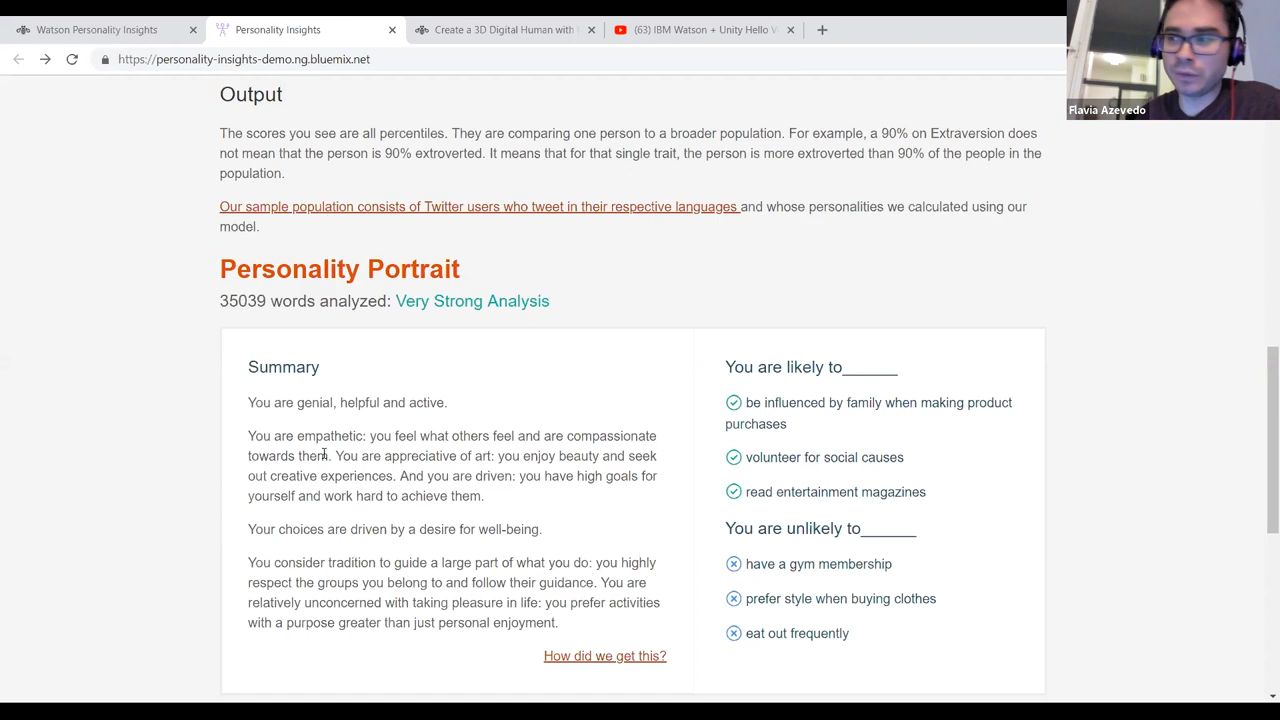 Watson Personality Insights
Personality Insights
Create a 3D Digital Human with
(63) IBM Watson + Unity Hello V
https://personality-insights-demo.ng.bluemix.net
Flavia Azevedo
Output
The scores you see are all percentiles. They are comparing one person to a broader population. For example, a 90% on Extraversion does
not mean that the person is 90% extroverted. It means that for that single trait, the person is more extroverted than 90% of the people in the
population.
Our sample population consists of Twitter users who tweet in their respective languages and whose personalities we calculated using our
model.
Personality Portrait
35039 words analyzed: Very Strong Analysis
Summary
You are genial, helpful and active.
You are empathetic: you feel what others feel and are compassionate
towards them. You are appreciative of art: you enjoy beauty and seek
out creative experiences. And you are driven: you have high goals for
yourself and work hard to achieve them.
Your choices are driven by a desire for well-being.
You consider tradition to guide a large part of what you do: you highly
respect the groups you belong to and follow their guidance. You are
relatively unconcerned with taking pleasure in life: you prefer activities
with a purpose greater than just personal enjoyment.
How did we get this?
You are likely to______
be influenced by family when making product
purchases
volunteer for social causes
read entertainment magazines
You are unlikely to______
have a gym membership
prefer style when buying clothes
eat out frequently